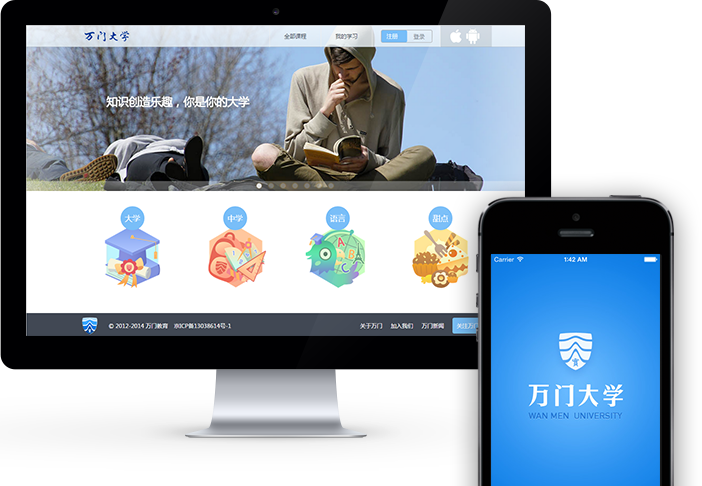 万门大学
全部课程 我的学习 注册 登录
知识创造乐趣，你是你的大学
大学 中学 语言 甜点
A B C
© 2012-2014 万门教育 京ICP备13038614号-1
关于万门 加入我们 万门新闻 关注万门
Carrier 1:42 AM
万门大学
WAN MEN UNIVERSITY